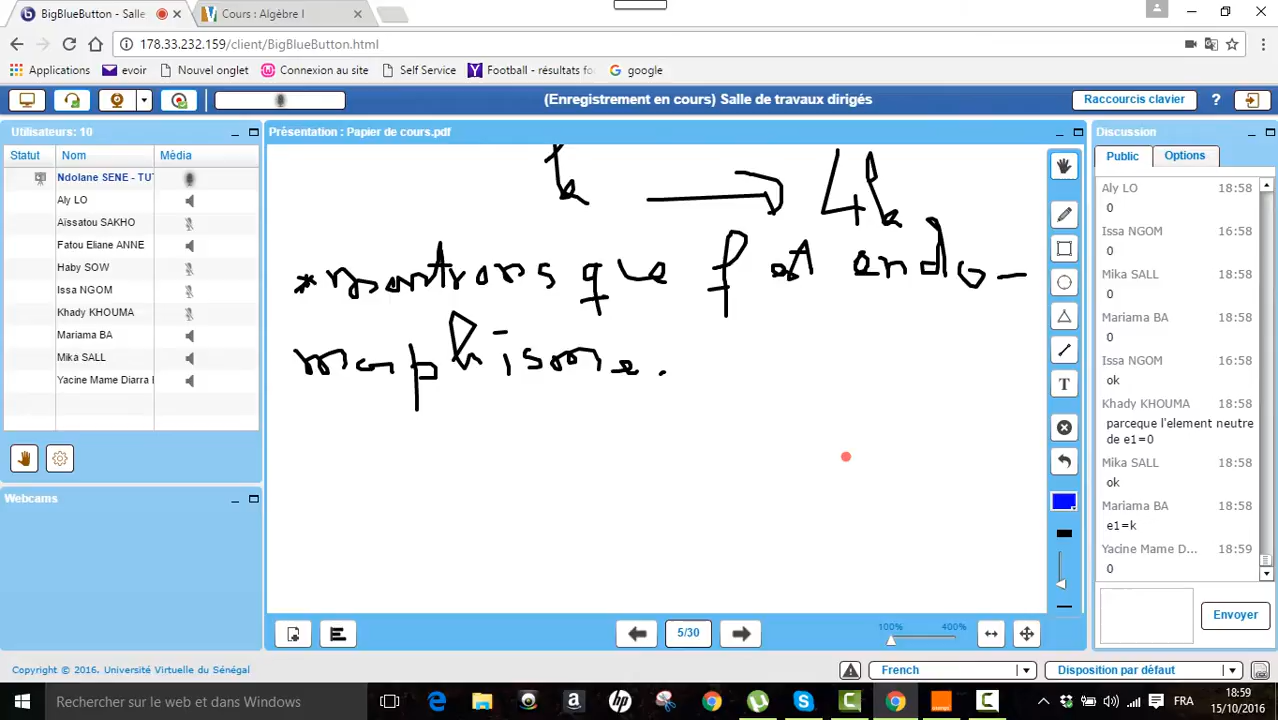 BigBlueButton - Salle
Cours : Algèbre I
178.33.232.159/client/BigBlueButton.html
Applications
evoir
Nouvel onglet
Connexion au site
Self Service
Football - résultats fo
google
(Enregistrement en cours) Salle de travaux dirigés
Raccourcis clavier
?
Utilisateurs: 10
Statut
Nom
Média
Ndolane SENE - TU
Aly LO
Aïssatou SAKHO
Fatou Eliane ANNE
Haby SOW
Issa NGOM
Khady KHOUMA
Mariama BA
Mika SALL
Yacine Mame Diarra
Webcams
Présentation : Papier de cours.pdf
k → 4k
*montrons que f est endo-
morphisme.
T
5/30
100%
400%
Discussion
Public
Options
Aly LO 18:58
0
Issa NGOM 16:58
0
Mika SALL 18:58
0
Mariama BA 18:58
0
Issa NGOM 16:58
ok
Khady KHOUMA 18:58
parceque l'element neutre
de e1=0
Mika SALL 18:58
ok
Mariama BA 18:58
e1=k
Yacine Mame D... 18:59
0
Envoyer
Copyright © 2016. Université Virtuelle du Sénégal
French
Disposition par défaut
Rechercher sur le web et dans Windows
hp
FRA
18:59
15/10/2016